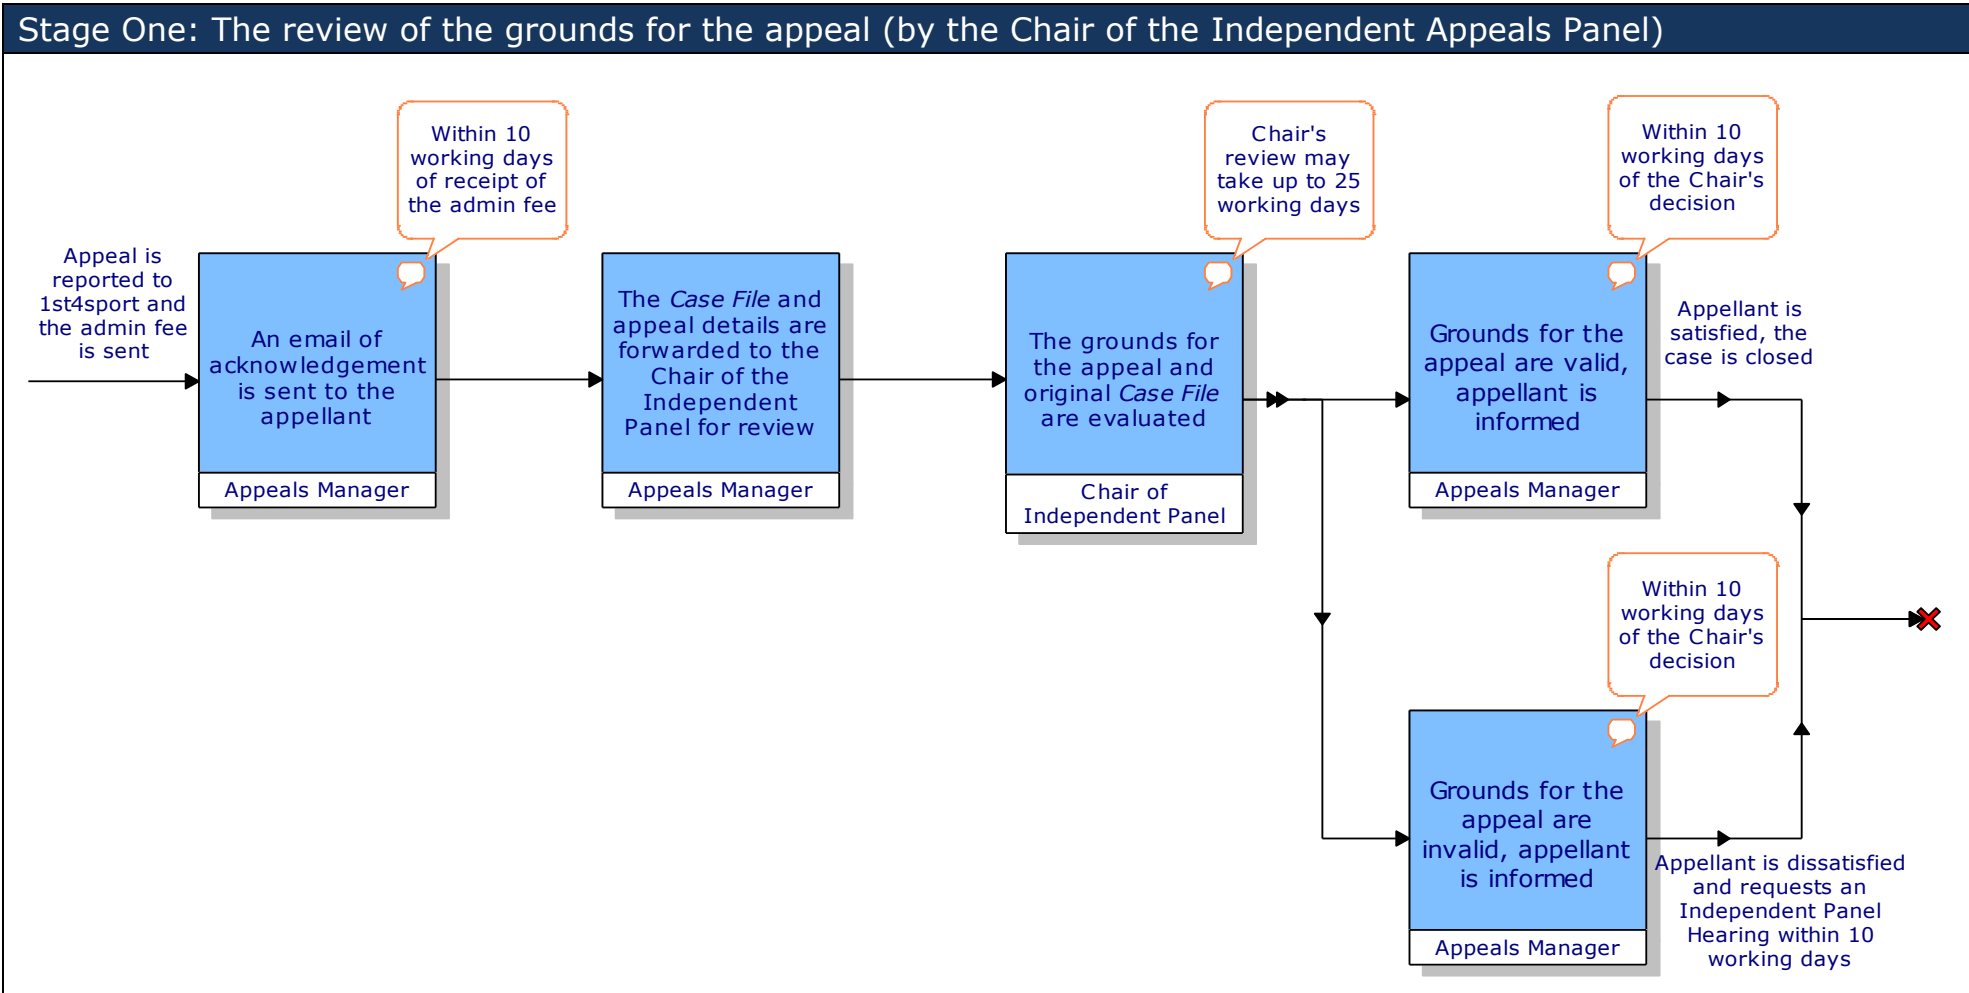 Stage One: The review of the grounds for the appeal (by the Chair of the Independent Appeals Panel)
Appeal is
reported to
1st4sport and
the admin fee
is sent
Within 10
working days
of receipt of
the admin fee
An email of
acknowledgement
is sent to the
appellant
Appeals Manager
The Case File and
appeal details are
forwarded to the
Chair of the
Independent
Panel for review
Appeals Manager
Chair's
review may
take up to 25
working days
The grounds for
the appeal and
original Case File
are evaluated
Chair of
Independent Panel
Within 10
working days
of the Chair's
decision
Grounds for the
appeal are valid,
appellant is
informed
Appeals Manager
Appellant is
satisfied, the
case is closed
Within 10
working days
of the Chair's
decision
Grounds for the
appeal are
invalid, appellant
is informed
Appeals Manager
Appellant is dissatisfied
and requests an
Independent Panel
Hearing within 10
working days